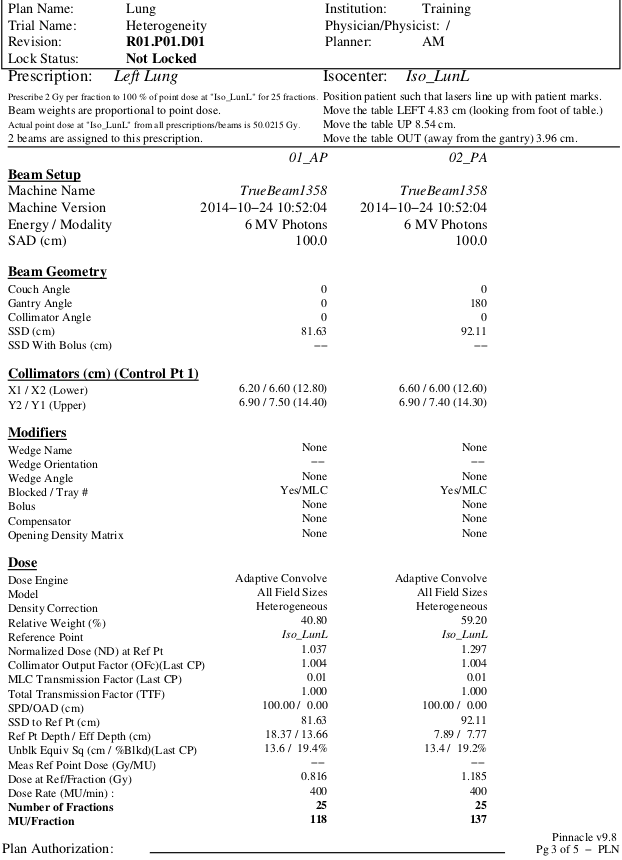 Plan Name: Lung Institution: Training
Trial Name: Heterogeneity Physician/Physicist: /
Revision: R01.P01.D01 Planner: AM
Lock Status: Not Locked
Prescription: Left Lung Isocenter: Iso_LunL
Prescribe 2 Gy per fraction to 100 % of point dose at "Iso_LunL" for 25 fractions. Position patient such that lasers line up with patient marks.
Beam weights are proportional to point dose. Move the table LEFT 4.83 cm (looking from foot of table.)
Actual point dose at "Iso_LunL" from all prescriptions/beams is 50.0215 Gy. Move the table UP 8.54 cm.
2 beams are assigned to this prescription. Move the table OUT (away from the gantry) 3.96 cm.
01_AP 02_PA
Beam Setup
Machine Name TrueBeam1358 TrueBeam1358
Machine Version 2014−10−24 10:52:04 2014−10−24 10:52:04
Energy / Modality 6 MV Photons 6 MV Photons
SAD (cm) 100.0 100.0
Beam Geometry
Couch Angle 0 0
Gantry Angle 0 180
Collimator Angle 0 0
SSD (cm) 81.63 92.11
SSD With Bolus (cm) −− −−
Collimators (cm) (Control Pt 1)
X1 / X2 (Lower) 6.20 / 6.60 (12.80) 6.60 / 6.00 (12.60)
Y2 / Y1 (Upper) 6.90 / 7.50 (14.40) 6.90 / 7.40 (14.30)
Modifiers
Wedge Name None None
Wedge Orientation −− −−
Wedge Angle None None
Blocked / Tray # Yes/MLC Yes/MLC
Bolus None None
Compensator None None
Opening Density Matrix None None
Dose
Dose Engine Adaptive Convolve Adaptive Convolve
Model All Field Sizes All Field Sizes
Density Correction Heterogeneous Heterogeneous
Relative Weight (%) 40.80 59.20
Reference Point Iso_LunL Iso_LunL
Normalized Dose (ND) at Ref Pt 1.037 1.297
Collimator Output Factor (OFc)(Last CP) 1.004 1.004
MLC Transmission Factor (Last CP) 0.01 0.01
Total Transmission Factor (TTF) 1.000 1.000
SPD/OAD (cm) 100.00 / 0.00 100.00 / 0.00
SSD to Ref Pt (cm) 81.63 92.11
Ref Pt Depth / Eff Depth (cm) 18.37 / 13.66 7.89 / 7.77
Unblk Equiv Sq (cm / %Blkd)(Last CP) 13.6 / 19.4% 13.4 / 19.2%
Meas Ref Point Dose (Gy/MU) −− −−
Dose at Ref/Fraction (Gy) 0.816 1.185
Dose Rate (MU/min) : 400 400
Number of Fractions 25 25
MU/Fraction 118 137
Pinnacle v9.8
Plan Authorization: Pg 3 of 5 − PLN